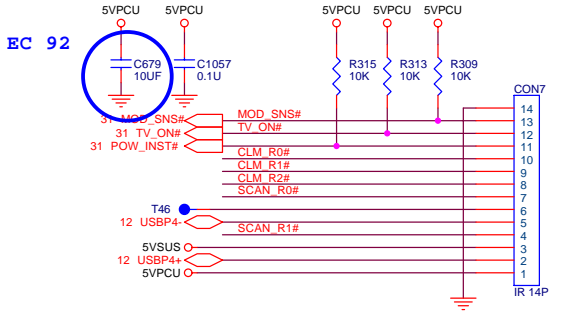 5VPCU 5VPCU 5VPCU 5VPCU 5VPCU
EC 92
C679 C1057 R315 R313 R309
10UF 0.1U 10K 10K 10K
CON7
14
31 MOD_SNS# MOD_SNS# 13
31 TV_ON# TV_ON# 12
31 POW_INST# 11
CLM_R0# 10
CLM_R1# 9
CLM_R2# 8
SCAN_R0# 7
T46 6
12 USBP4- 5
SCAN_R1# 4
5VSUS 3
12 USBP4+ 2
5VPCU 1
IR 14P